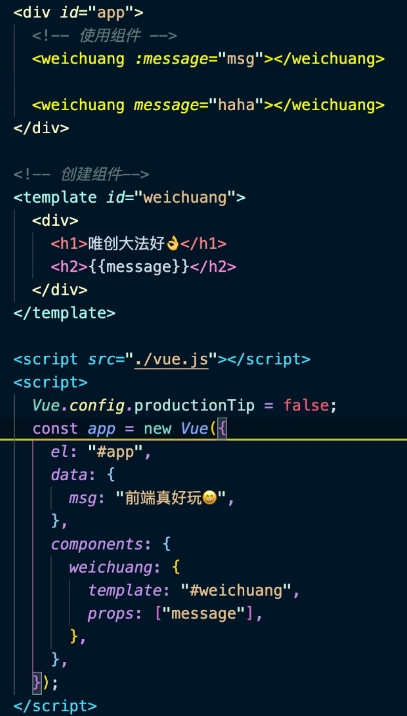 <div id="app">
<!-- 使用组件 -->
<weichuang :message="msg"></weichuang>
<weichuang message="haha"></weichuang>
</div>
<!-- 创建组件-->
<template id="weichuang">
<div>
<h1>唯创大法好👌</h1>
<h2>{{message}}</h2>
</div>
</template>
<script src="./vue.js"></script>
<script>
Vue.config.productionTip = false;
const app = new Vue({
el: "#app",
data: {
msg: "前端真好玩😄",
},
components: {
weichuang: {
template: "#weichuang",
props: ["message"],
},
},
});
</script>